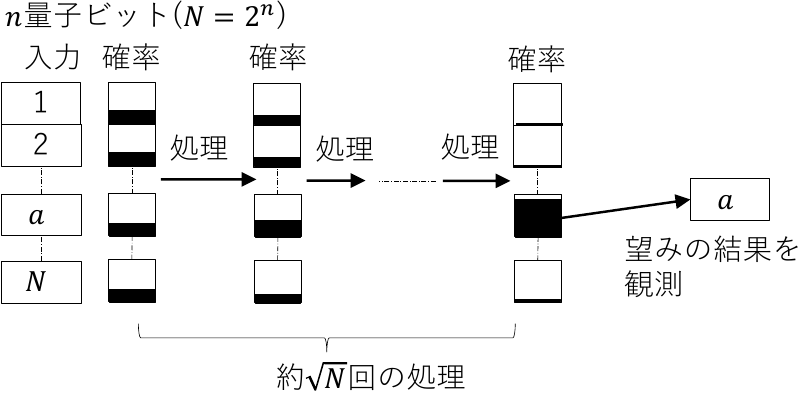 n量子ビット(N = 2ⁿ)
入力 確率 確率 確率
1
2
処理 処理 処理
a
a
望みの結果を
観測
N
約√N回の処理